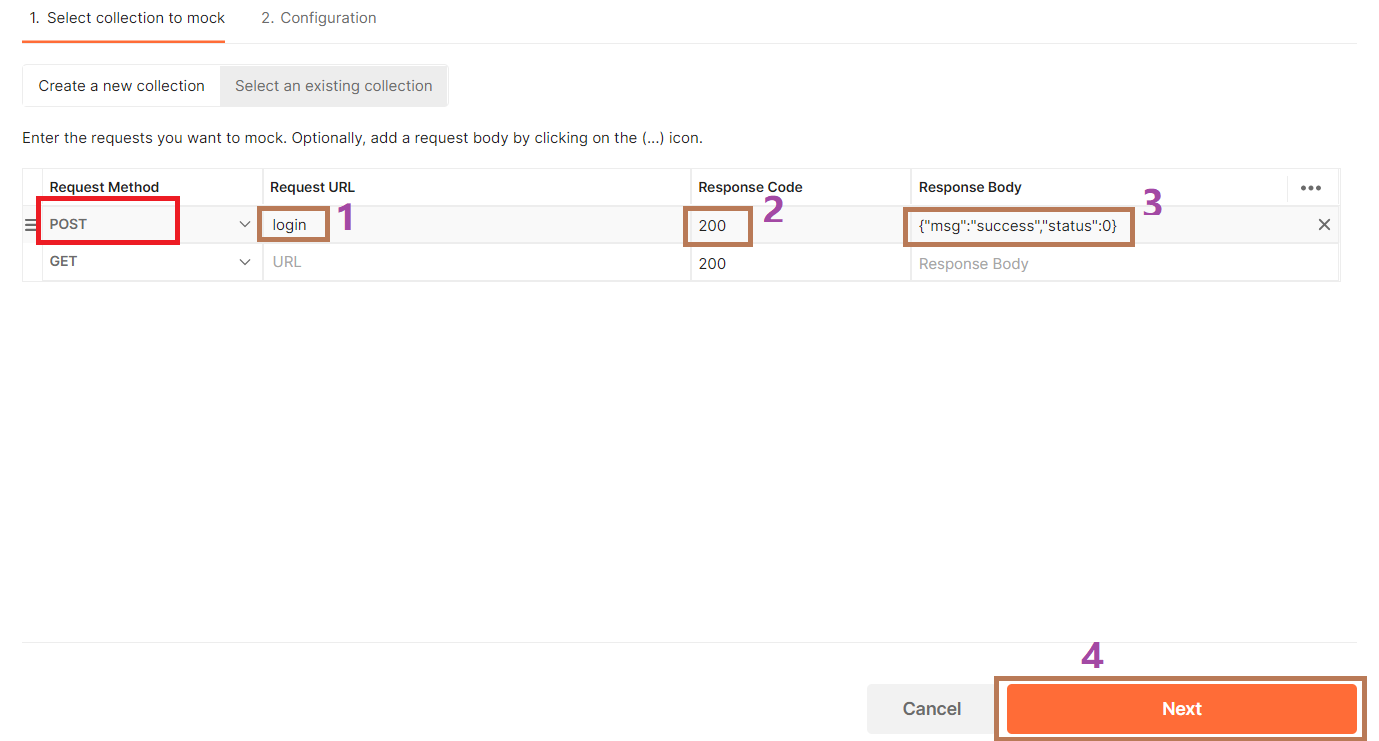 1. Select collection to mock 2. Configuration
Create a new collection Select an existing collection
Enter the requests you want to mock. Optionally, add a request body by clicking on the (...) icon.
Request Method Request URL Response Code Response Body •••
POST login 1 200 2 {"msg":"success","status":0} 3
GET URL 200 Response Body
4
Cancel Next